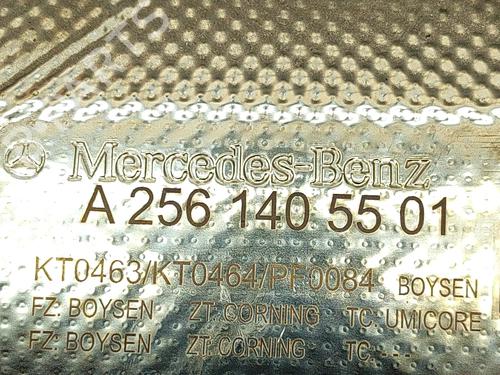 Mercedes-Benz
A 256 140 55 01
KT0463/KT0464/PF0084 BOYSEN
FZ: BOYSEN ZT: CORNING TC: UMICORE
FZ: BOYSEN ZT: CORNING TC: ---